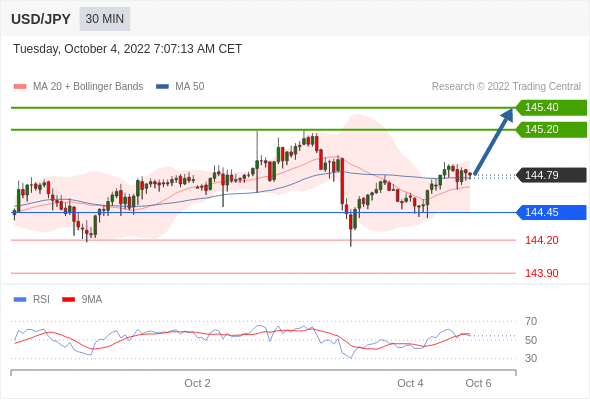 USD/JPY 30 MIN
Tuesday, October 4, 2022 7:07:13 AM CET
MA 20 + Bollinger Bands MA 50 Research © 2022 Trading Central
145.40
145.20
144.79
144.45
144.20
143.90
RSI 9MA
70
50
30
Oct 2 Oct 4 Oct 6